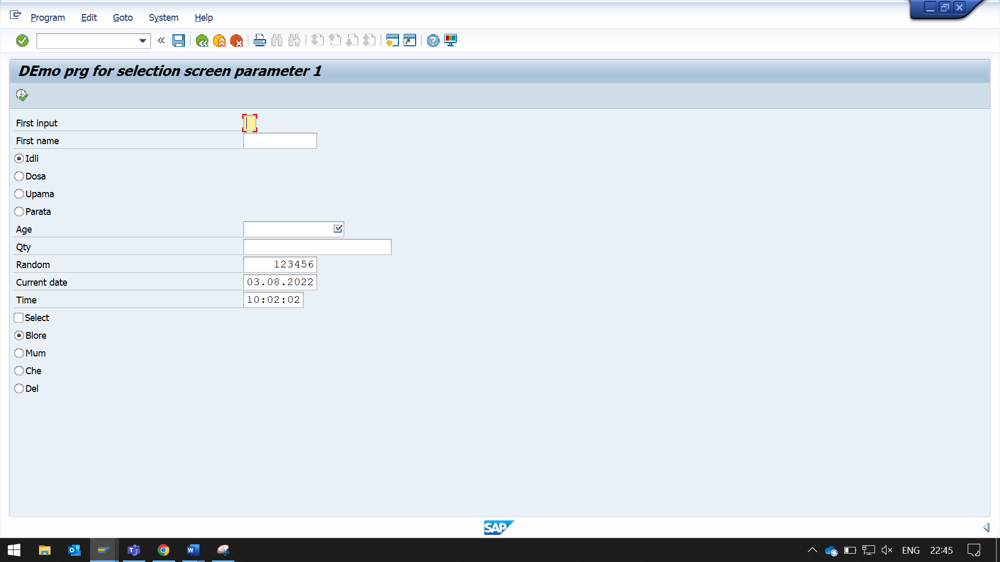 Program Edit Goto System Help
DEmo prg for selection screen parameter 1
First input
First name
Idli
Dosa
Upama
Parata
Age
Qty
Random 123456
Current date 03.08.2022
Time 10:02:02
Select
Blore
Mum
Che
Del
SAP
ENG 22:45